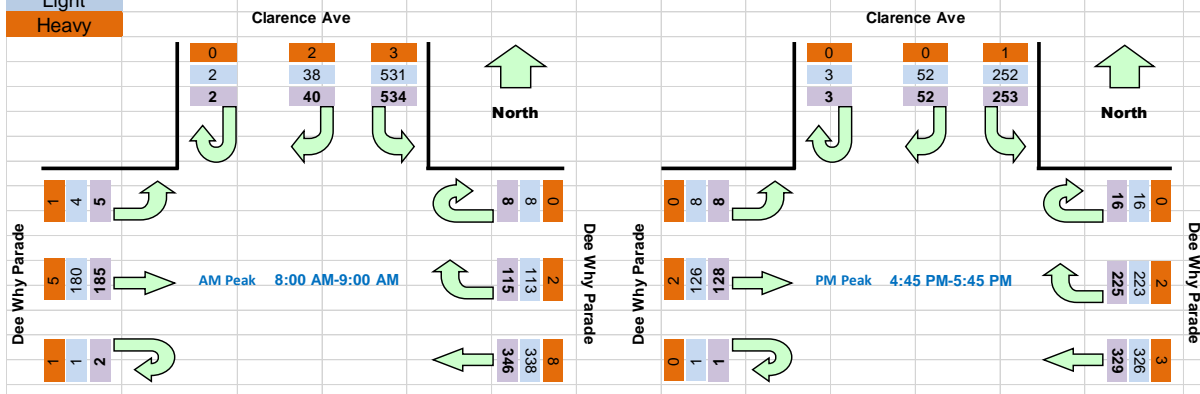 Light
Heavy
Clarence Ave
0 2 3
2 38 531
2 40 534
North
1 4 5
8 8 0
Dee Why Parade
5 180 185
AM Peak 8:00 AM-9:00 AM
115 113 2
Dee Why Parade
1 1 2
346 338 8
Clarence Ave
0 0 1
3 52 252
3 52 253
North
0 8 8
16 16 0
Dee Why Parade
2 126 128
PM Peak 4:45 PM-5:45 PM
225 223 2
Dee Why Parade
0 1 1
329 326 3